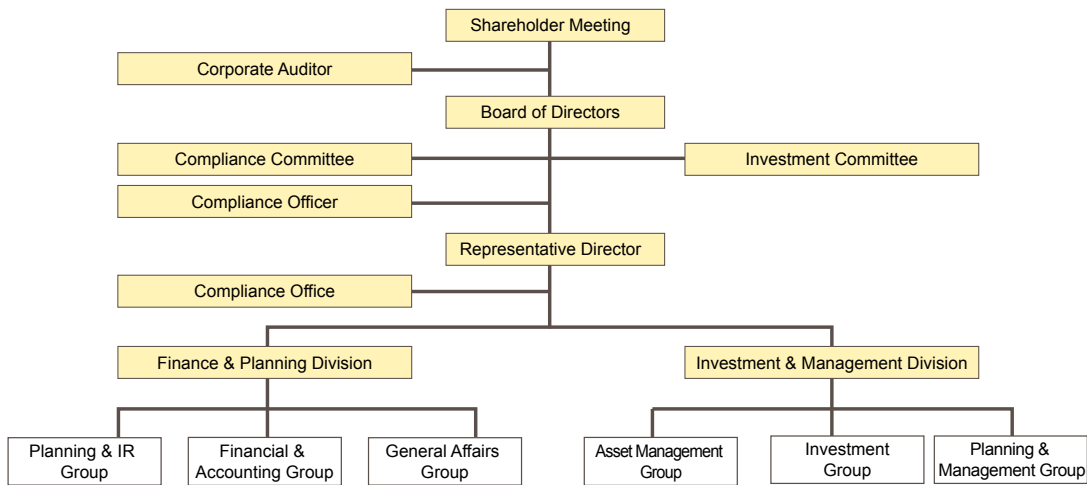 Shareholder Meeting
Corporate Auditor
Board of Directors
Compliance Committee
Investment Committee
Compliance Officer
Representative Director
Compliance Office
Finance & Planning Division
Investment & Management Division
Planning & IR
Group
Financial &
Accounting Group
General Affairs
Group
Asset Management
Group
Investment
Group
Planning &
Management Group